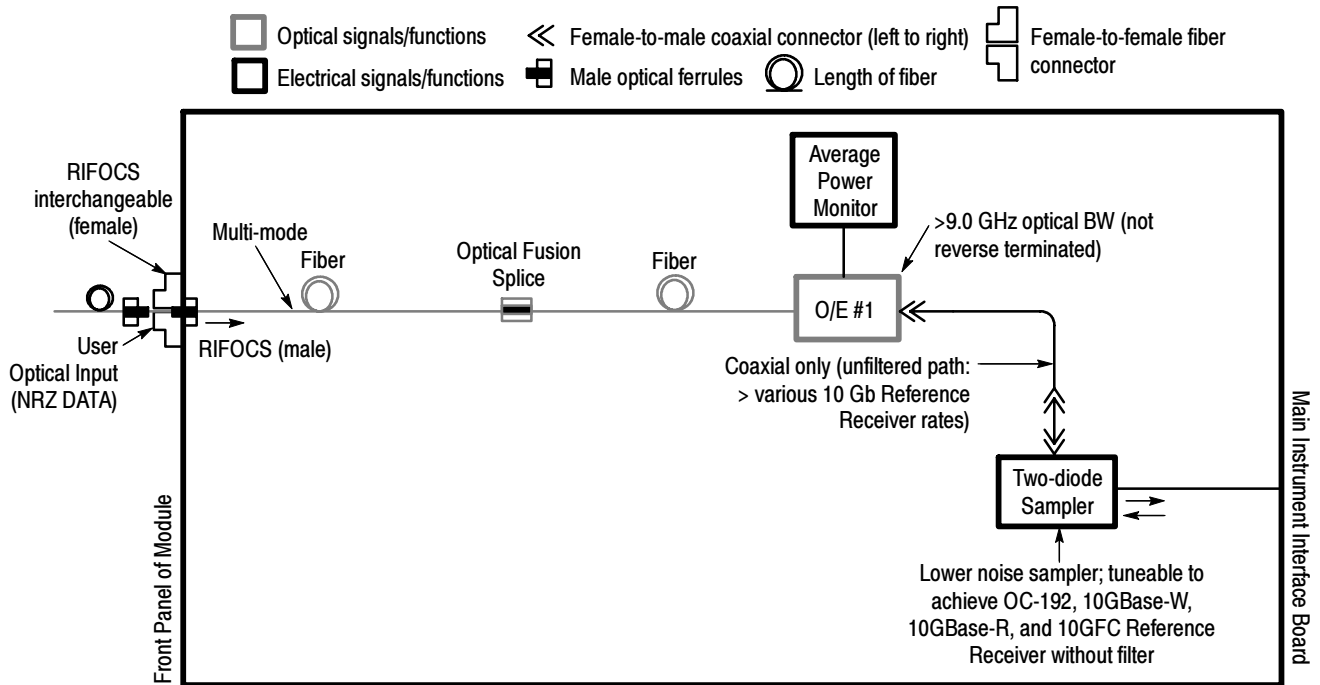 Optical signals/functions
Electrical signals/functions
Female-to-male coaxial connector (left to right)
Male optical ferrules
Length of fiber
Female-to-female fiber
connector
RIFOCS
interchangeable
(female)
Multi-mode
Fiber
Optical Fusion
Splice
Fiber
Average
Power
Monitor
>9.0 GHz optical BW (not
reverse terminated)
O/E #1
User
Optical Input
(NRZ DATA)
RIFOCS (male)
Coaxial only (unfiltered path:
> various 10 Gb Reference
Receiver rates)
Two-diode
Sampler
Lower noise sampler; tuneable to
achieve OC-192, 10GBase-W,
10GBase-R, and 10GFC Reference
Receiver without filter
Front Panel of Module
Main Instrument Interface Board